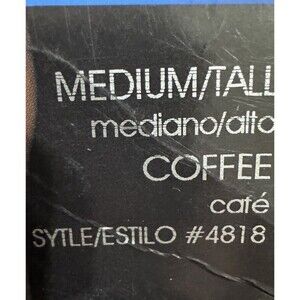 MEDIUM/TALL
mediano/alto
COFFEE
café
SYTLE/ESTILO #4818